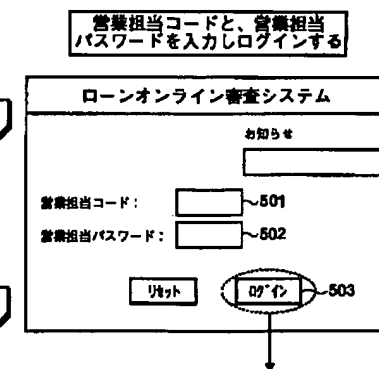 営業担当コードと、営業担当
パスワードを入力しログインする
ローンオンライン審査システム
お知らせ
営業担当コード： 501
営業担当パスワード： 502
リセット ログイン 503